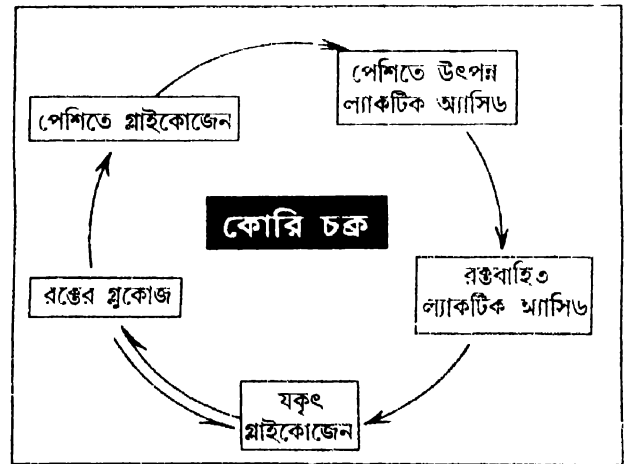 পেশিতে উৎপন্ন
ল্যাকটিক অ্যাসিড
পেশিতে গ্লাইকোজেন
কোরি চক্র
রক্তবাহিত
ল্যাকটিক অ্যাসিড
রক্তের গ্লুকোজ
যকৃৎ
গ্লাইকোজেন